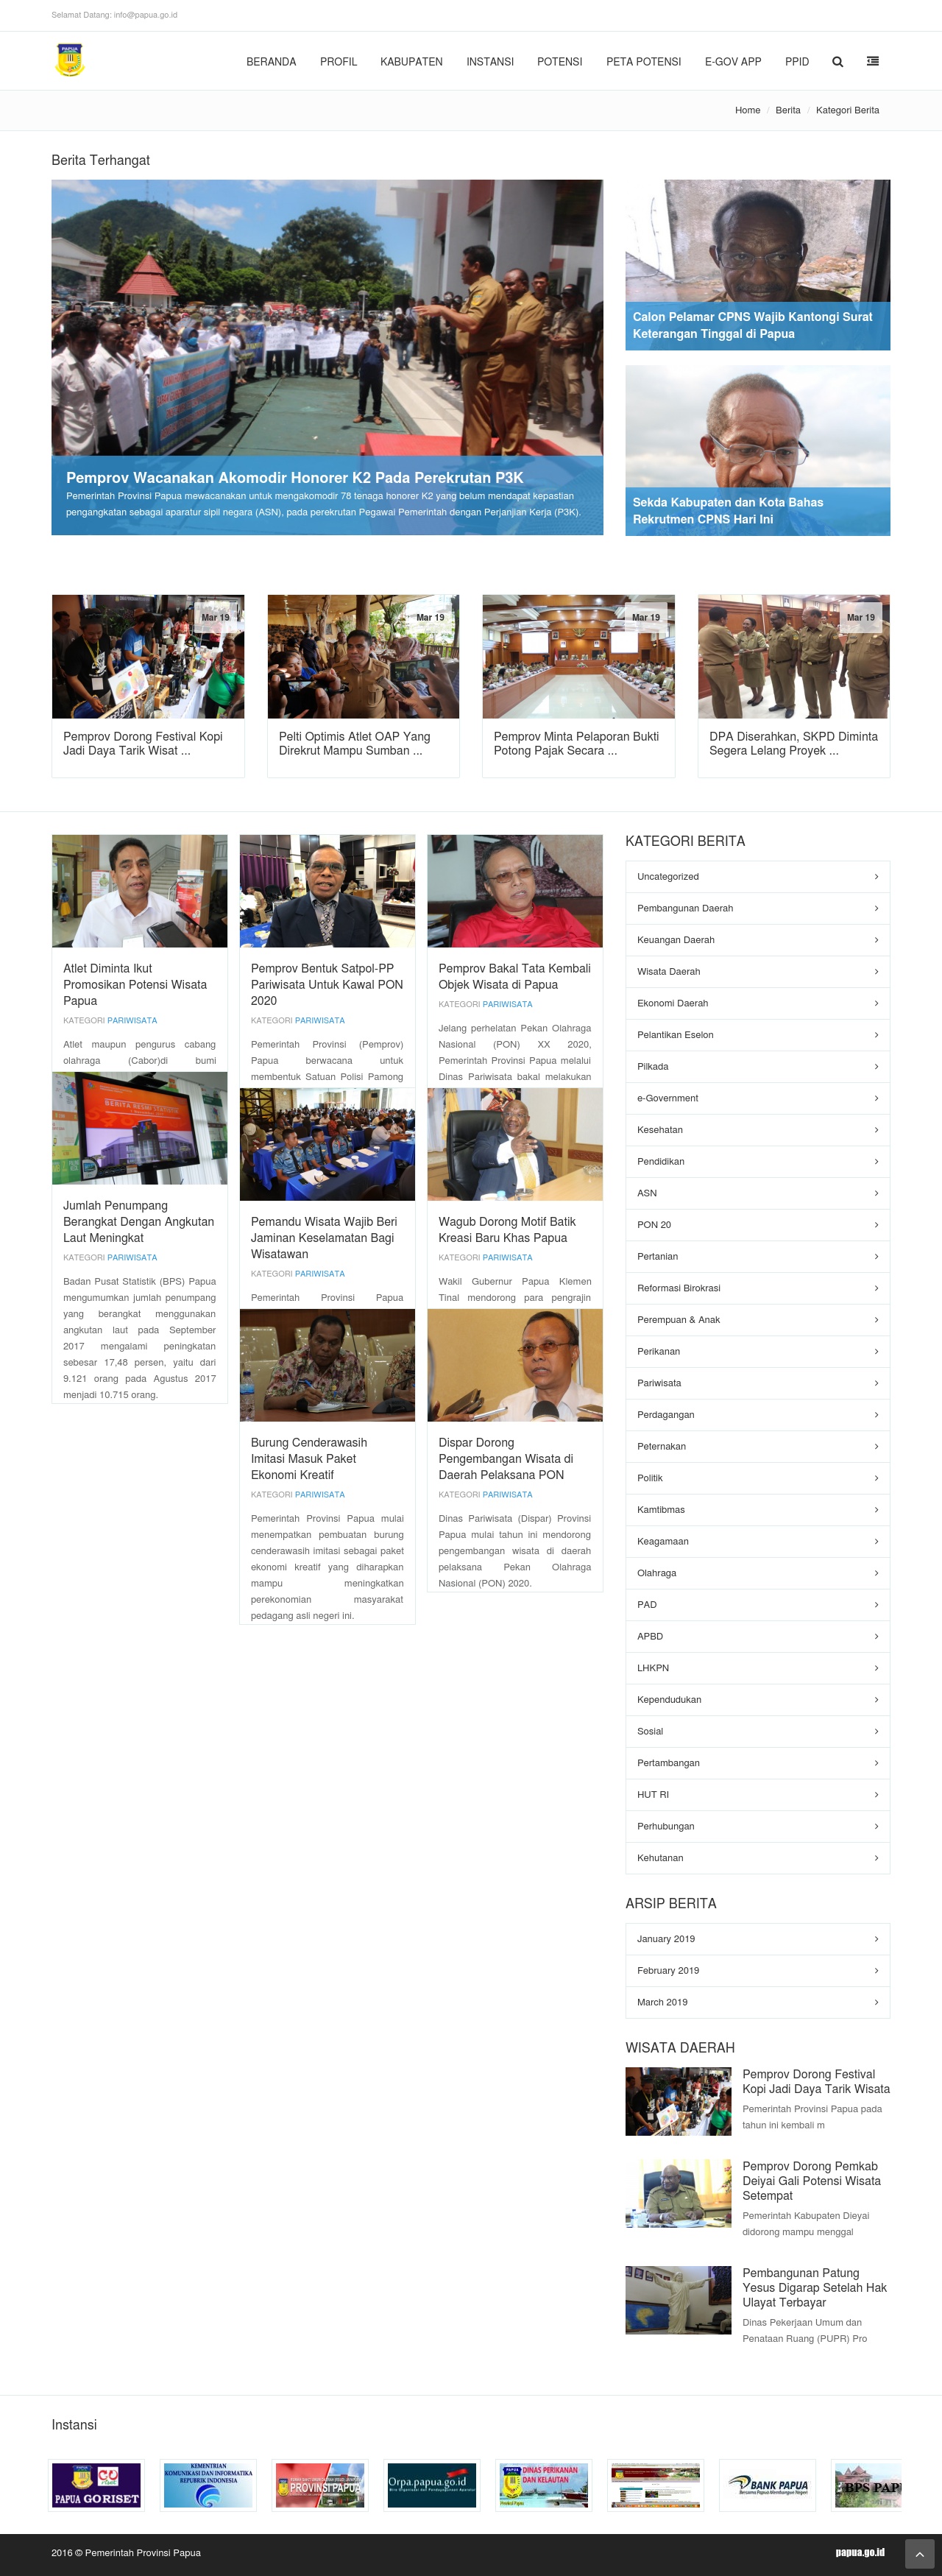 Selamat Datang: info@papua.go.id
BERANDA PROFIL KABUPATEN INSTANSI POTENSI PETA POTENSI E-GOV APP PPID
Home / Berita / Kategori Berita
Berita Terhangat
Pemprov Wacanakan Akomodir Honorer K2 Pada Perekrutan P3K
Pemerintah Provinsi Papua mewacanakan untuk mengakomodir 78 tenaga honorer K2 yang belum mendapat kepastian
pengangkatan sebagai aparatur sipil negara (ASN), pada perekrutan Pegawai Pemerintah dengan Perjanjian Kerja (P3K).
Calon Pelamar CPNS Wajib Kantongi Surat
Keterangan Tinggal di Papua
Sekda Kabupaten dan Kota Bahas
Rekrutmen CPNS Hari Ini
Mar 19
Pemprov Dorong Festival Kopi
Jadi Daya Tarik Wisat ...
Mar 19
Pelti Optimis Atlet OAP Yang
Direkrut Mampu Sumban ...
Mar 19
Pemprov Minta Pelaporan Bukti
Potong Pajak Secara ...
Mar 19
DPA Diserahkan, SKPD Diminta
Segera Lelang Proyek ...
Atlet Diminta Ikut
Promosikan Potensi Wisata
Papua
KATEGORI PARIWISATA
Atlet maupun pengurus cabang
olahraga (Cabor)di bumi
BERITA RESMI STATISTIK
Jumlah Penumpang
Berangkat Dengan Angkutan
Laut Meningkat
KATEGORI PARIWISATA
Badan Pusat Statistik (BPS) Papua
mengumumkan jumlah penumpang
yang berangkat menggunakan
angkutan laut pada September
2017 mengalami peningkatan
sebesar 17,48 persen, yaitu dari
9.121 orang pada Agustus 2017
menjadi 10.715 orang.
Pemprov Bentuk Satpol-PP
Pariwisata Untuk Kawal PON
2020
KATEGORI PARIWISATA
Pemerintah Provinsi (Pemprov)
Papua berwacana untuk
membentuk Satuan Polisi Pamong
Pemandu Wisata Wajib Beri
Jaminan Keselamatan Bagi
Wisatawan
KATEGORI PARIWISATA
Pemerintah Provinsi Papua
Burung Cenderawasih
Imitasi Masuk Paket
Ekonomi Kreatif
KATEGORI PARIWISATA
Pemerintah Provinsi Papua mulai
menempatkan pembuatan burung
cenderawasih imitasi sebagai paket
ekonomi kreatif yang diharapkan
mampu meningkatkan
perekonomian masyarakat
pedagang asli negeri ini.
Pemprov Bakal Tata Kembali
Objek Wisata di Papua
KATEGORI PARIWISATA
Jelang perhelatan Pekan Olahraga
Nasional (PON) XX 2020,
Pemerintah Provinsi Papua melalui
Dinas Pariwisata bakal melakukan
Wagub Dorong Motif Batik
Kreasi Baru Khas Papua
KATEGORI PARIWISATA
Wakil Gubernur Papua Klemen
Tinal mendorong para pengrajin
Dispar Dorong
Pengembangan Wisata di
Daerah Pelaksana PON
KATEGORI PARIWISATA
Dinas Pariwisata (Dispar) Provinsi
Papua mulai tahun ini mendorong
pengembangan wisata di daerah
pelaksana Pekan Olahraga
Nasional (PON) 2020.
KATEGORI BERITA
Uncategorized
Pembangunan Daerah
Keuangan Daerah
Wisata Daerah
Ekonomi Daerah
Pelantikan Eselon
Pilkada
e-Government
Kesehatan
Pendidikan
ASN
PON 20
Pertanian
Reformasi Birokrasi
Perempuan & Anak
Perikanan
Pariwisata
Perdagangan
Peternakan
Politik
Kamtibmas
Keagamaan
Olahraga
PAD
APBD
LHKPN
Kependudukan
Sosial
Pertambangan
HUT RI
Perhubungan
Kehutanan
ARSIP BERITA
January 2019
February 2019
March 2019
WISATA DAERAH
Pemprov Dorong Festival
Kopi Jadi Daya Tarik Wisata
Pemerintah Provinsi Papua pada
tahun ini kembali m
Pemprov Dorong Pemkab
Deiyai Gali Potensi Wisata
Setempat
Pemerintah Kabupaten Dieyai
didorong mampu menggal
Pembangunan Patung
Yesus Digarap Setelah Hak
Ulayat Terbayar
Dinas Pekerjaan Umum dan
Penataan Ruang (PUPR) Pro
Instansi
PAPUA GORISET
KEMENTRIAN
KOMUNIKASI DAN INFORMATIKA
REPUBRIK INDONESIA
PROVINSI PAPUA
Orpa.papua.go.id
DINAS PERIKANAN
DAN KELAUTAN
BANK PAPUA
BPS PAP
2016 © Pemerintah Provinsi Papua
papua.go.id